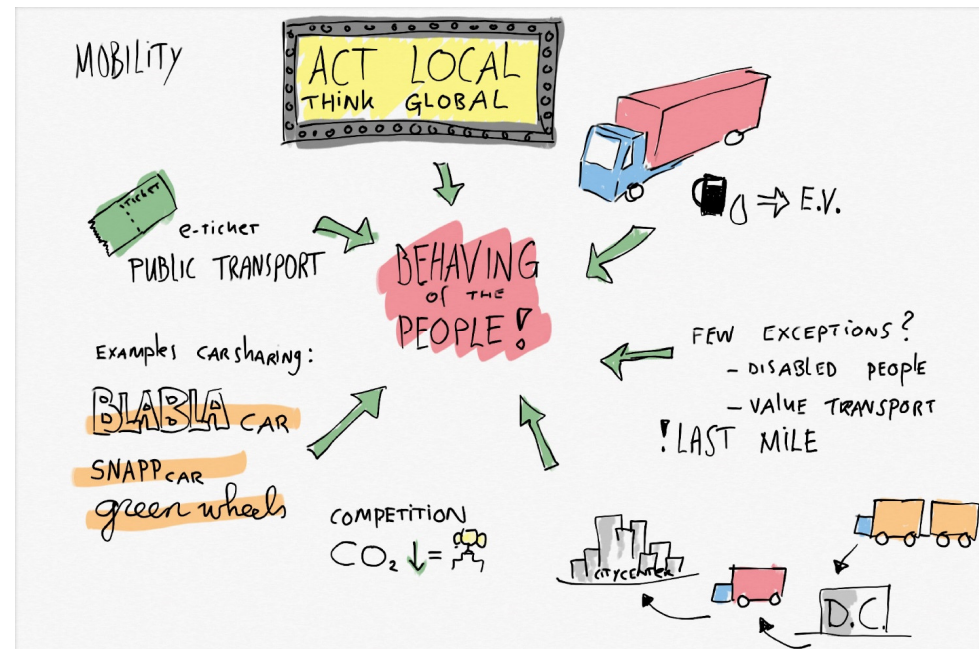 MOBILITY
ACT LOCAL
THINK GLOBAL
TICKET
e-TICKET
PUBLIC TRANSPORT
E.V.
BEHAVING
OF THE
PEOPLE!
EXAMPLES CARSHARING:
BLABLA CAR
SNAPP CAR
green wheels
FEW EXCEPTIONS?
- DISABLED PEOPLE
- VALUE TRANSPORT
! LAST MILE
COMPETITION
CO₂ ↓ =
CITYCENTER
D.C.